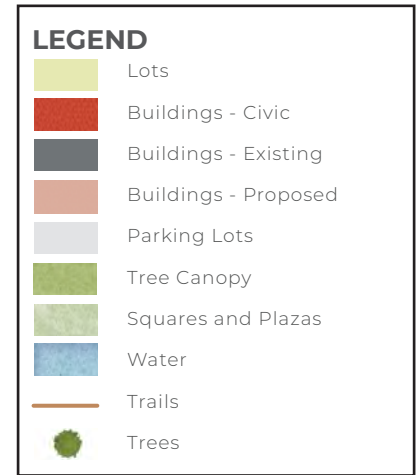 LEGEND
Lots
Buildings - Civic
Buildings - Existing
Buildings - Proposed
Parking Lots
Tree Canopy
Squares and Plazas
Water
Trails
Trees